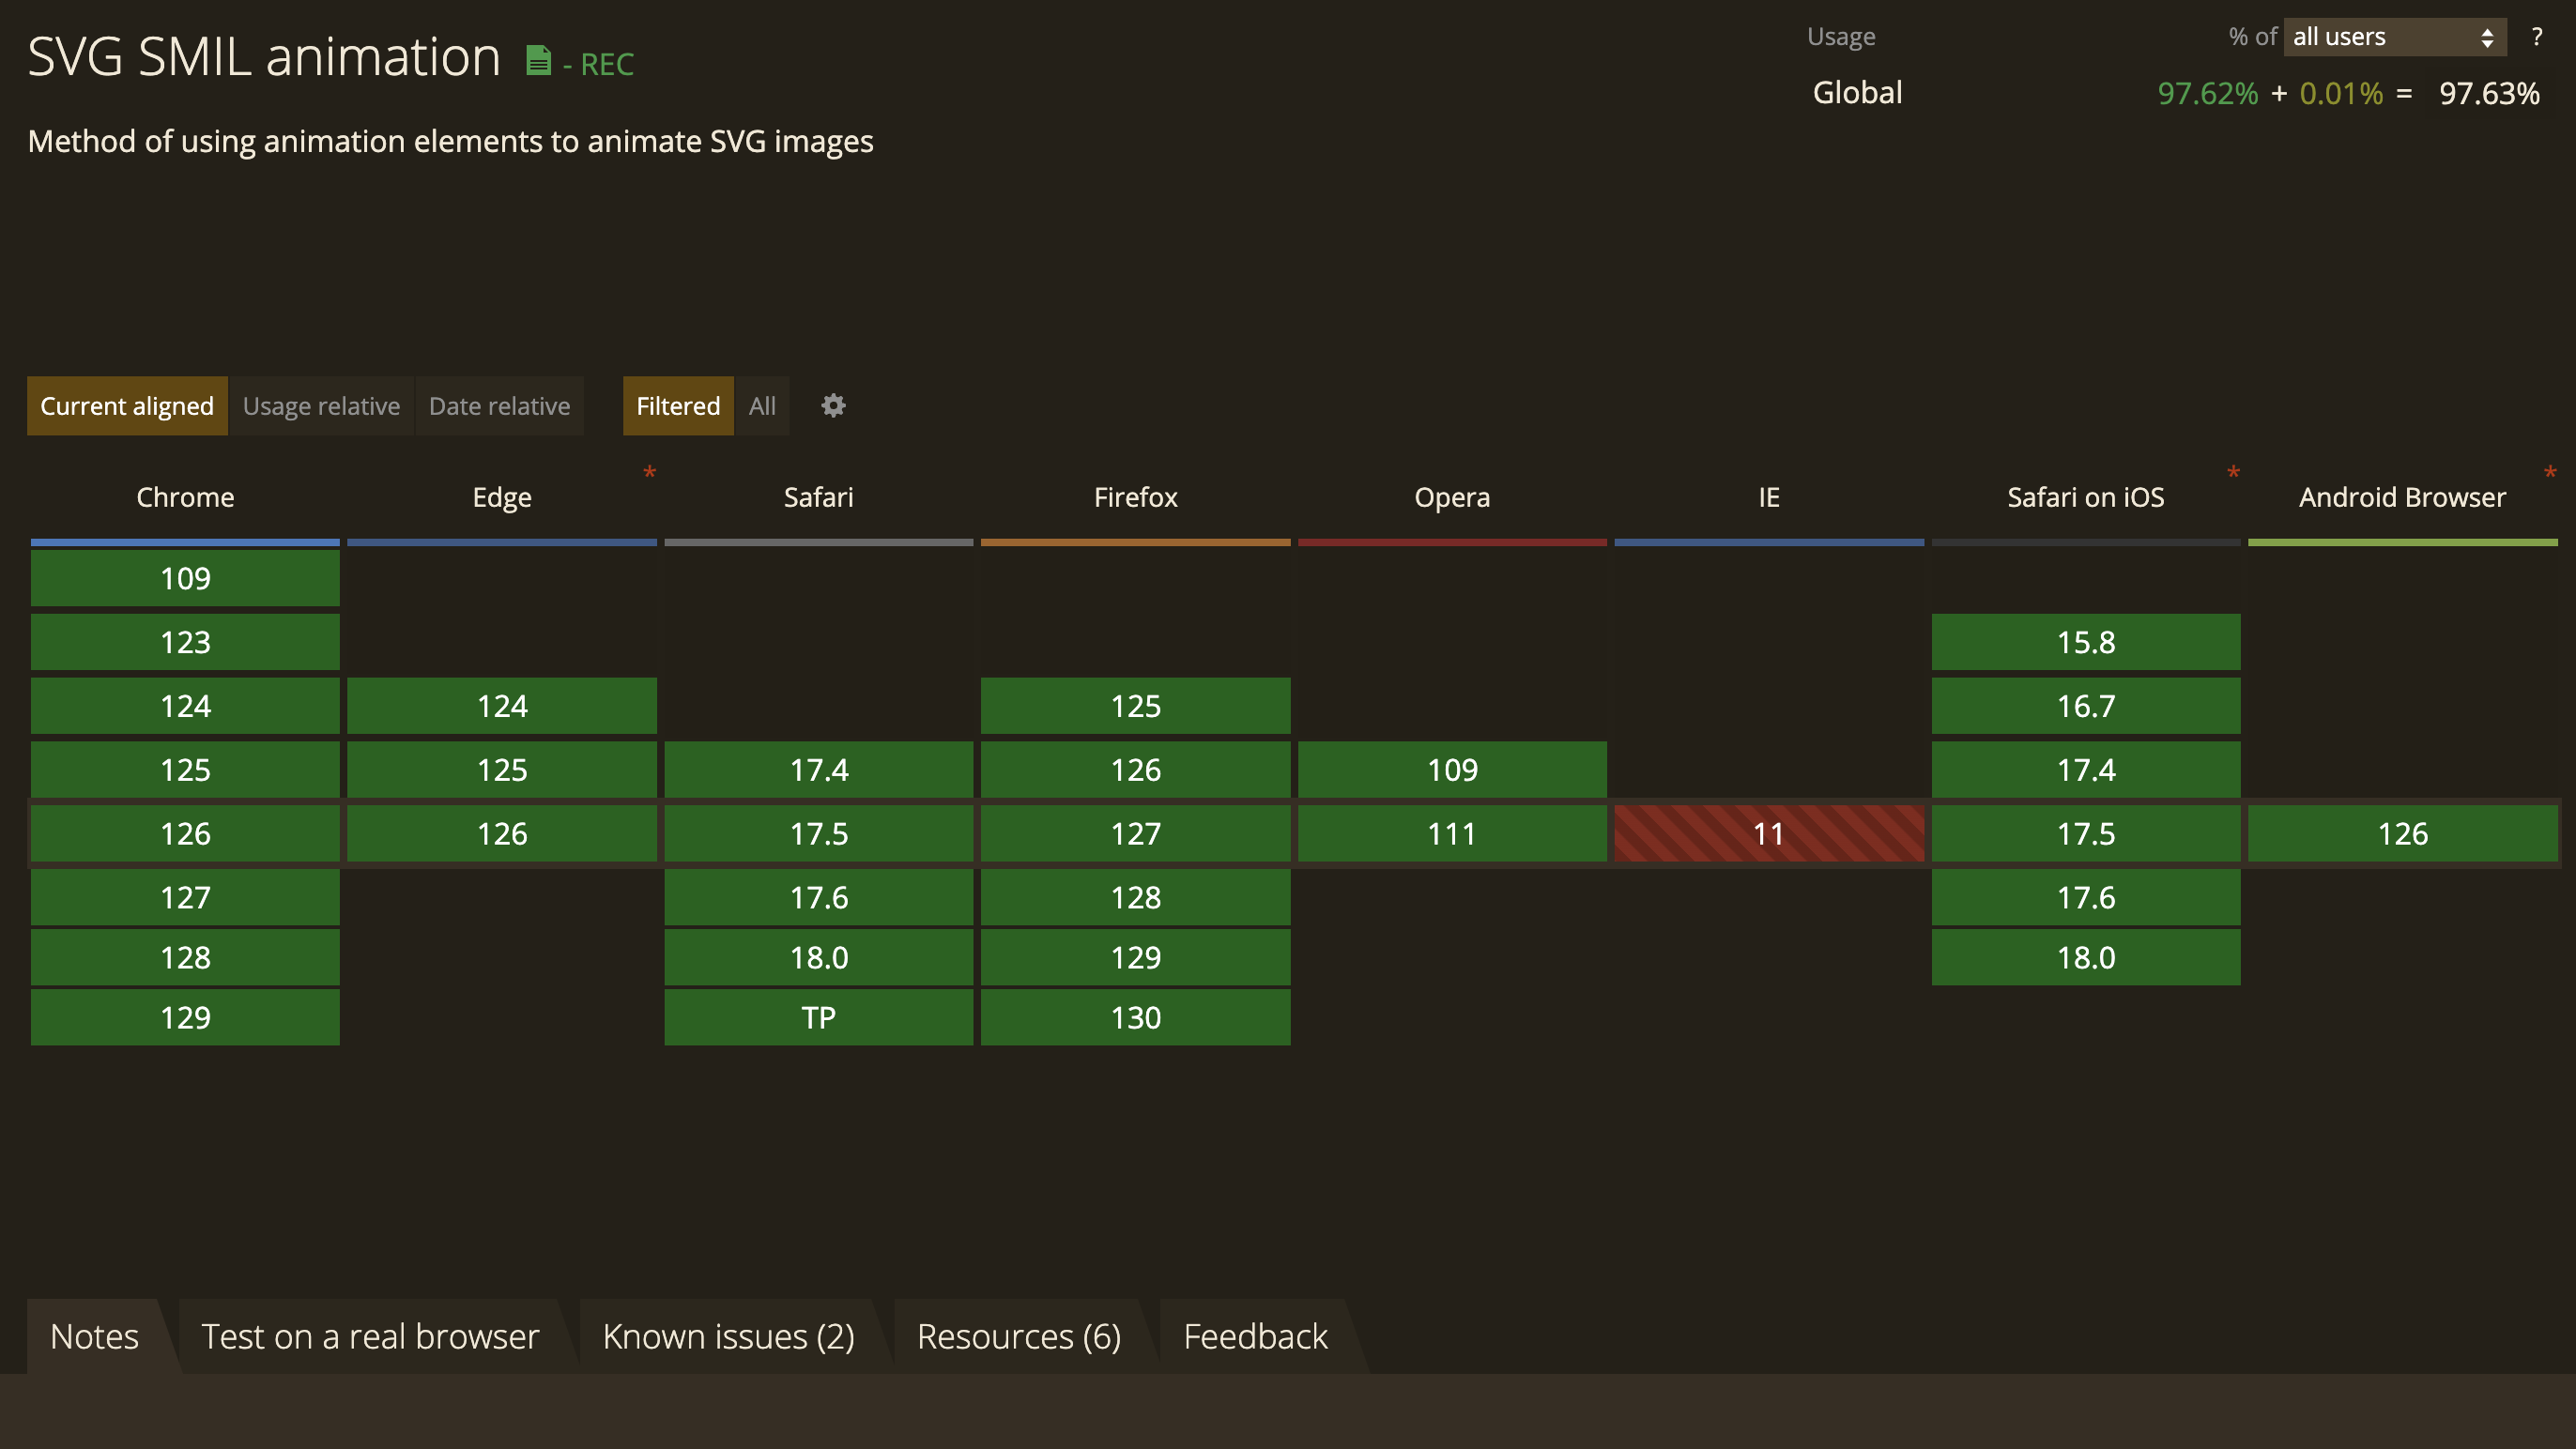 SVG SMIL animation - REC
Usage % of all users ?
Global 97.62% + 0.01% = 97.63%
Method of using animation elements to animate SVG images
Current aligned Usage relative Date relative Filtered All
* * *
Chrome Edge Safari Firefox Opera IE Safari on iOS Android Browser
109
123 15.8
124 124 125 16.7
125 125 17.4 126 109 17.4
126 126 17.5 127 111 11 17.5 126
127 17.6 128 17.6
128 18.0 129 18.0
129 TP 130
Notes Test on a real browser Known issues (2) Resources (6) Feedback